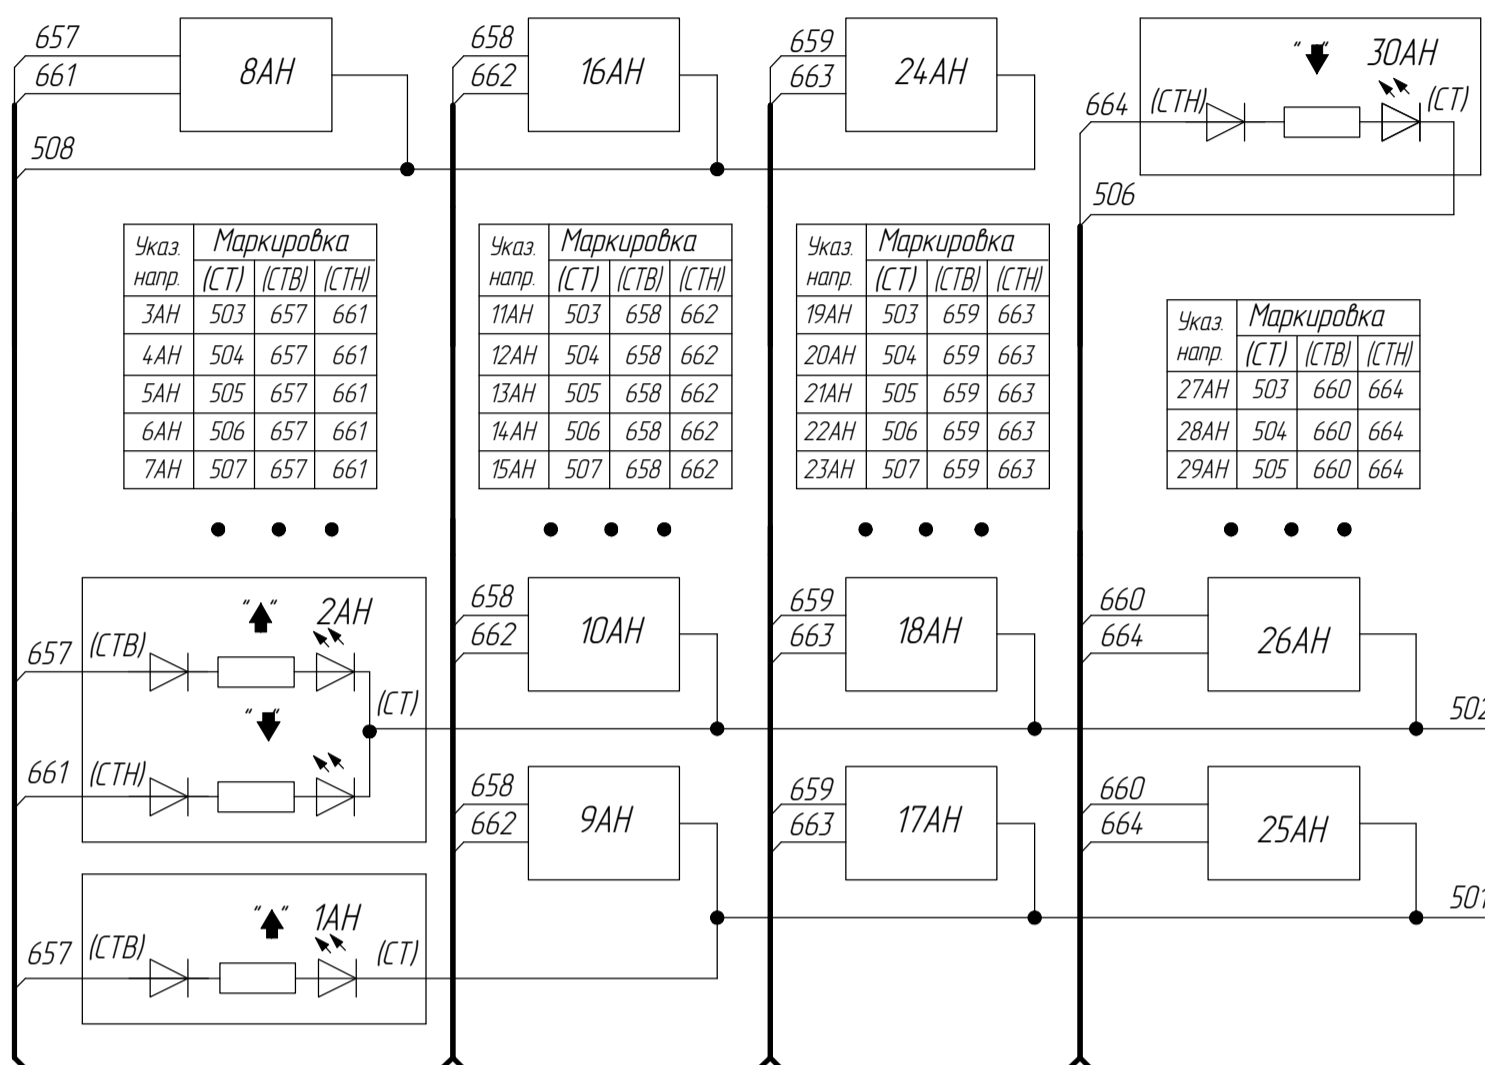 657
661
8АН
508
658
662
16АН
659
663
24АН
" "
30АН
664
(СТН)
(СТ)
506
Указ. напр. Маркировка
(СТ) (СТВ) (СТН)
3АН 503 657 661
4АН 504 657 661
5АН 505 657 661
6АН 506 657 661
7АН 507 657 661
Указ. напр. Маркировка
(СТ) (СТВ) (СТН)
11АН 503 658 662
12АН 504 658 662
13АН 505 658 662
14АН 506 658 662
15АН 507 658 662
Указ. напр. Маркировка
(СТ) (СТВ) (СТН)
19АН 503 659 663
20АН 504 659 663
21АН 505 659 663
22АН 506 659 663
23АН 507 659 663
Указ. напр. Маркировка
(СТ) (СТВ) (СТН)
27АН 503 660 664
28АН 504 660 664
29АН 505 660 664
" "
2АН
657
(СТВ)
(СТ)
" "
661
(СТН)
658
662
10АН
659
663
18АН
660
664
26АН
502
658
662
9АН
659
663
17АН
660
664
25АН
501
" "
1АН
657
(СТВ)
(СТ)